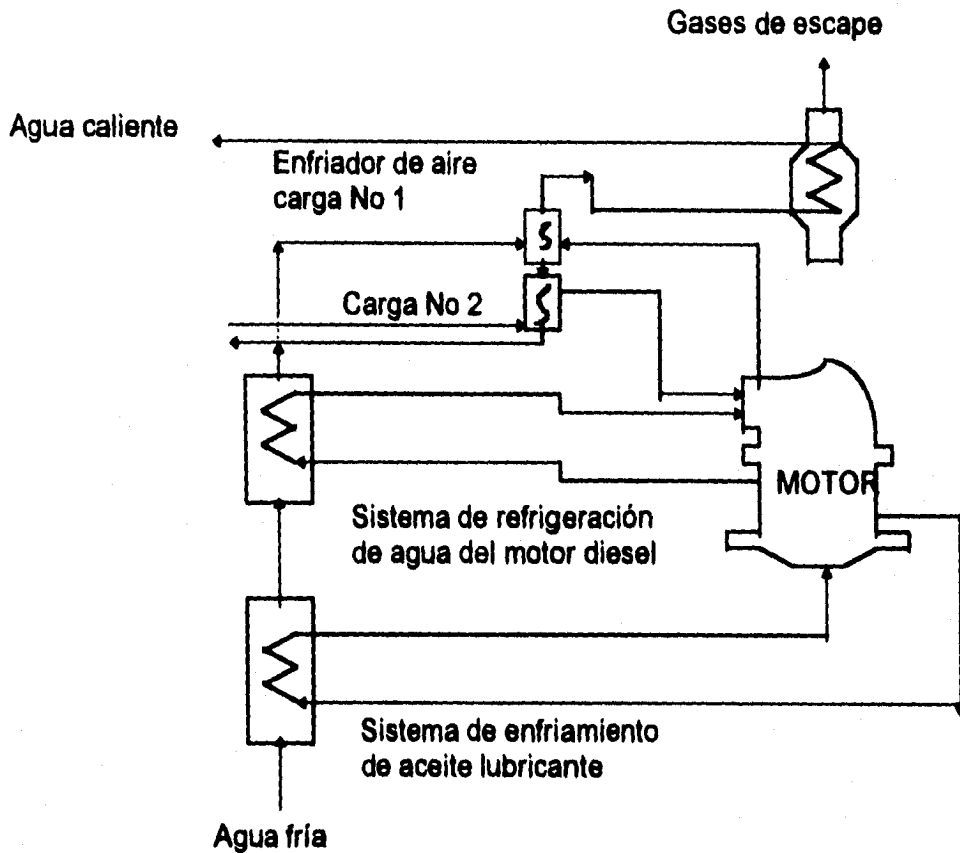 Gases de escape
Agua caliente
Enfriador de aire
carga No 1
Carga No 2
MOTOR
Sistema de refrigeración
de agua del motor diesel
Sistema de enfriamiento
de aceite lubricante
Agua fría